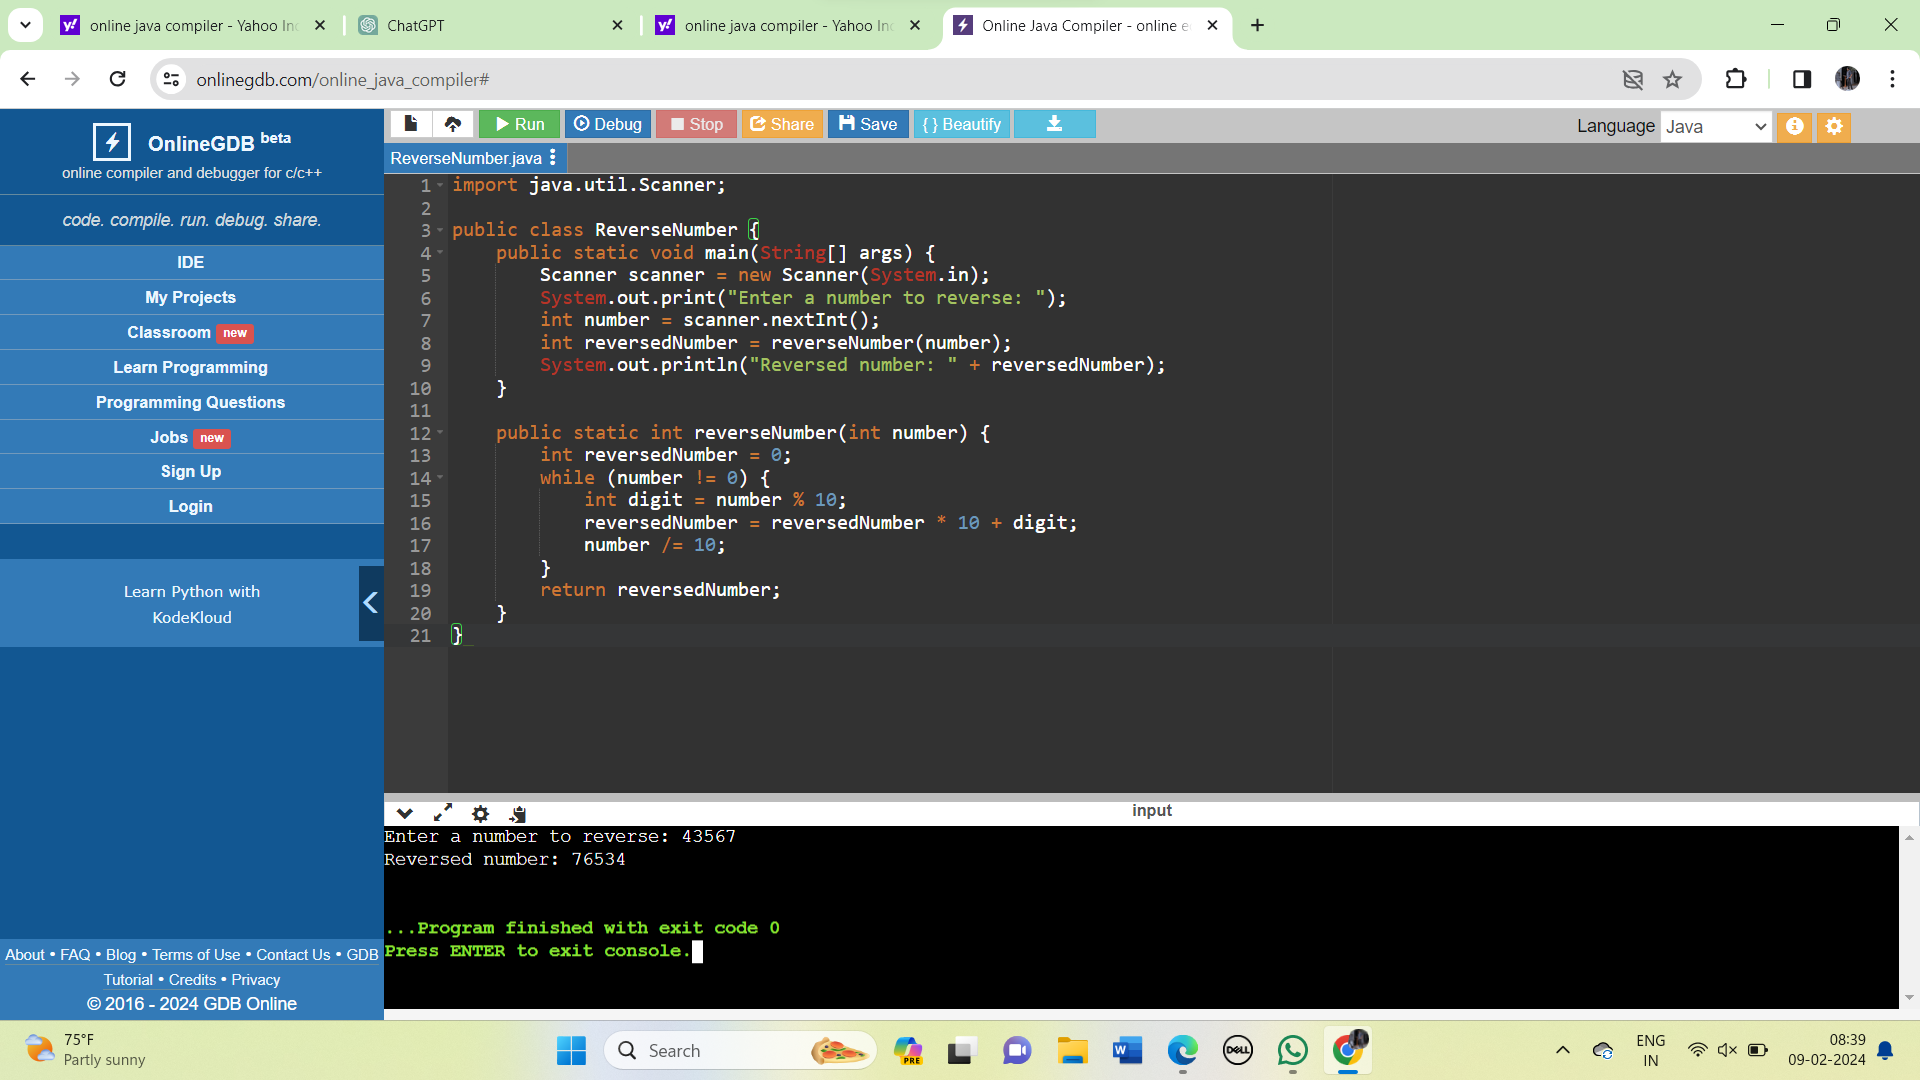 online java compiler - Yahoo In
ChatGPT
online java compiler - Yahoo In
Online Java Compiler - online e
onlinegdb.com/online_java_compiler#
OnlineGDB beta
online compiler and debugger for c/c++
code. compile. run. debug. share.
IDE
My Projects
Classroom new
Learn Programming
Programming Questions
Jobs new
Sign Up
Login
Learn Python with
KodeKloud
About • FAQ • Blog • Terms of Use • Contact Us • GDB
Tutorial • Credits • Privacy
© 2016 - 2024 GDB Online
Run
Debug
Stop
Share
Save
{ } Beautify
Language Java
ReverseNumber.java
1 import java.util.Scanner;
2
3 public class ReverseNumber {
4     public static void main(String[] args) {
5         Scanner scanner = new Scanner(System.in);
6         System.out.print("Enter a number to reverse: ");
7         int number = scanner.nextInt();
8         int reversedNumber = reverseNumber(number);
9         System.out.println("Reversed number: " + reversedNumber);
10     }
11
12     public static int reverseNumber(int number) {
13         int reversedNumber = 0;
14         while (number != 0) {
15             int digit = number % 10;
16             reversedNumber = reversedNumber * 10 + digit;
17             number /= 10;
18         }
19         return reversedNumber;
20     }
21 }
input
Enter a number to reverse: 43567
Reversed number: 76534
...Program finished with exit code 0
Press ENTER to exit console.
75°F
Partly sunny
Search
PRE
W
DELL
ENG
IN
08:39
09-02-2024